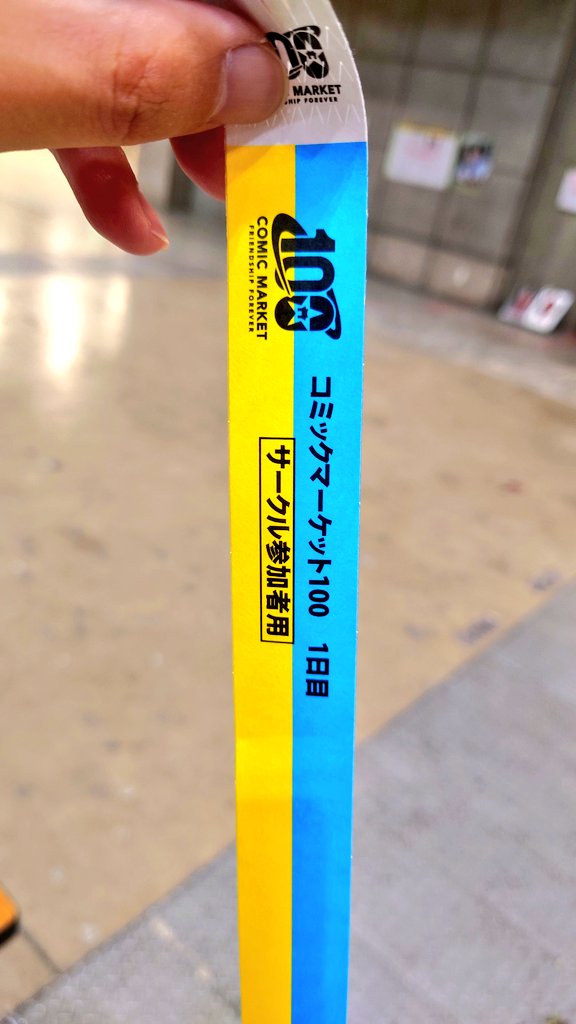 MARKET
SHIP FOREVER
100
COMIC MARKET
FRIENDSHIP FOREVER
コミックマーケット100 1日目
サークル参加者用